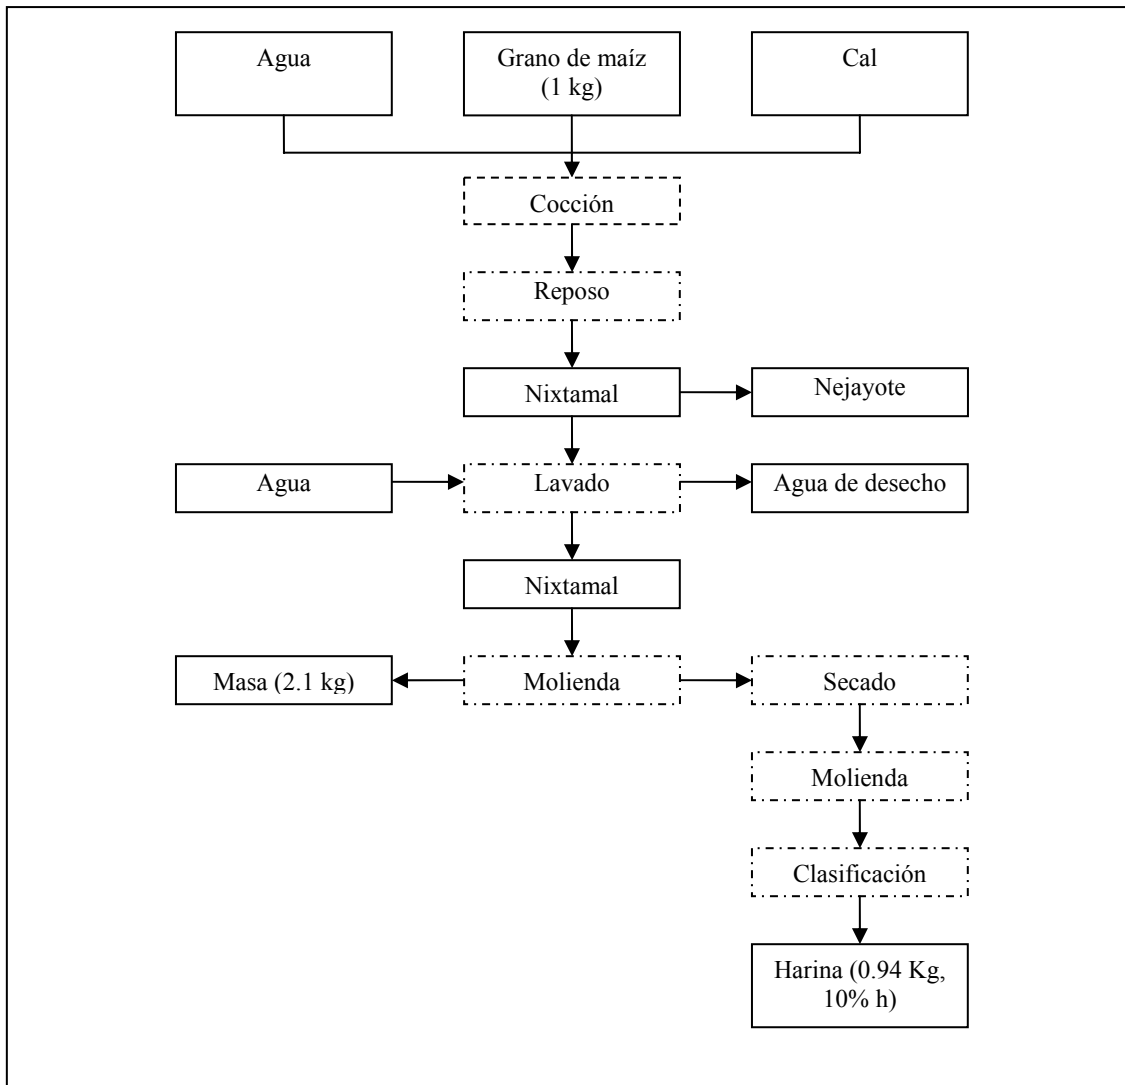 Agua
Grano de maíz
(1 kg)
Cal
Cocción
Reposo
Nixtamal
Nejayote
Agua
Lavado
Agua de desecho
Nixtamal
Masa (2.1 kg)
Molienda
Secado
Molienda
Clasificación
Harina (0.94 Kg,
10% h)